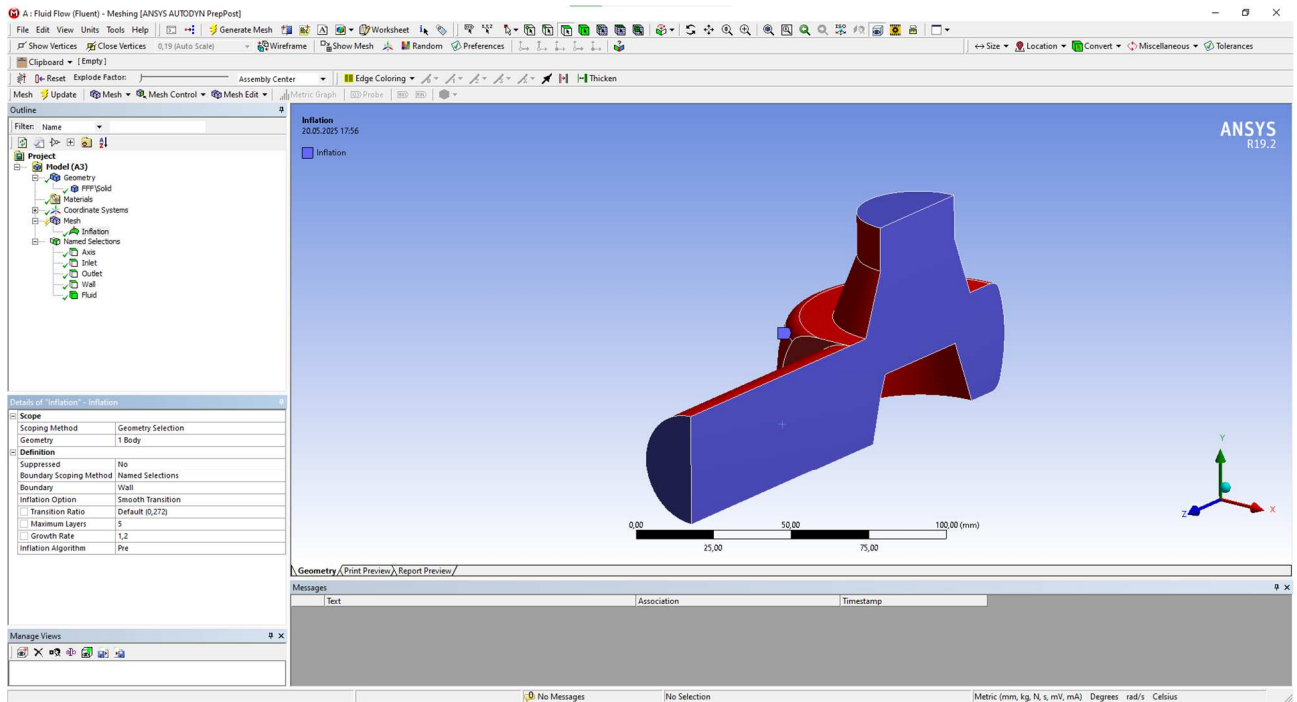 A : Fluid Flow (Fluent) - Meshing [ANSYS AUTODYN PrepPost]
File Edit View Units Tools Help Generate Mesh Worksheet
Show Vertices Close Vertices 0,19 (Auto Scale) Wireframe Show Mesh Random Preferences Size Location Convert Miscellaneous Tolerances
Clipboard [Empty]
Reset Explode Factor: Assembly Center Edge Coloring Thicken
Mesh Update Mesh Mesh Control Mesh Edit Metric Graph Probe
Outline
Filter: Name
Project
Model (A3)
Geometry
FFF\Solid
Materials
Coordinate Systems
Mesh
Inflation
Named Selections
Axis
Inlet
Outlet
Wall
Fluid
Details of "Inflation" - Inflation
Scope
Scoping Method Geometry Selection
Geometry 1 Body
Definition
Suppressed No
Boundary Scoping Method Named Selections
Boundary Wall
Inflation Option Smooth Transition
Transition Ratio Default (0,272)
Maximum Layers 5
Growth Rate 1,2
Inflation Algorithm Pre
Manage Views
Inflation
20.05.2025 17:56
Inflation
ANSYS
R19.2
Y
X
Z
0,00 50,00 100,00 (mm)
25,00 75,00
Geometry Print Preview Report Preview
Messages
Text Association Timestamp
0 No Messages No Selection Metric (mm, kg, N, s, mV, mA) Degrees rad/s Celsius